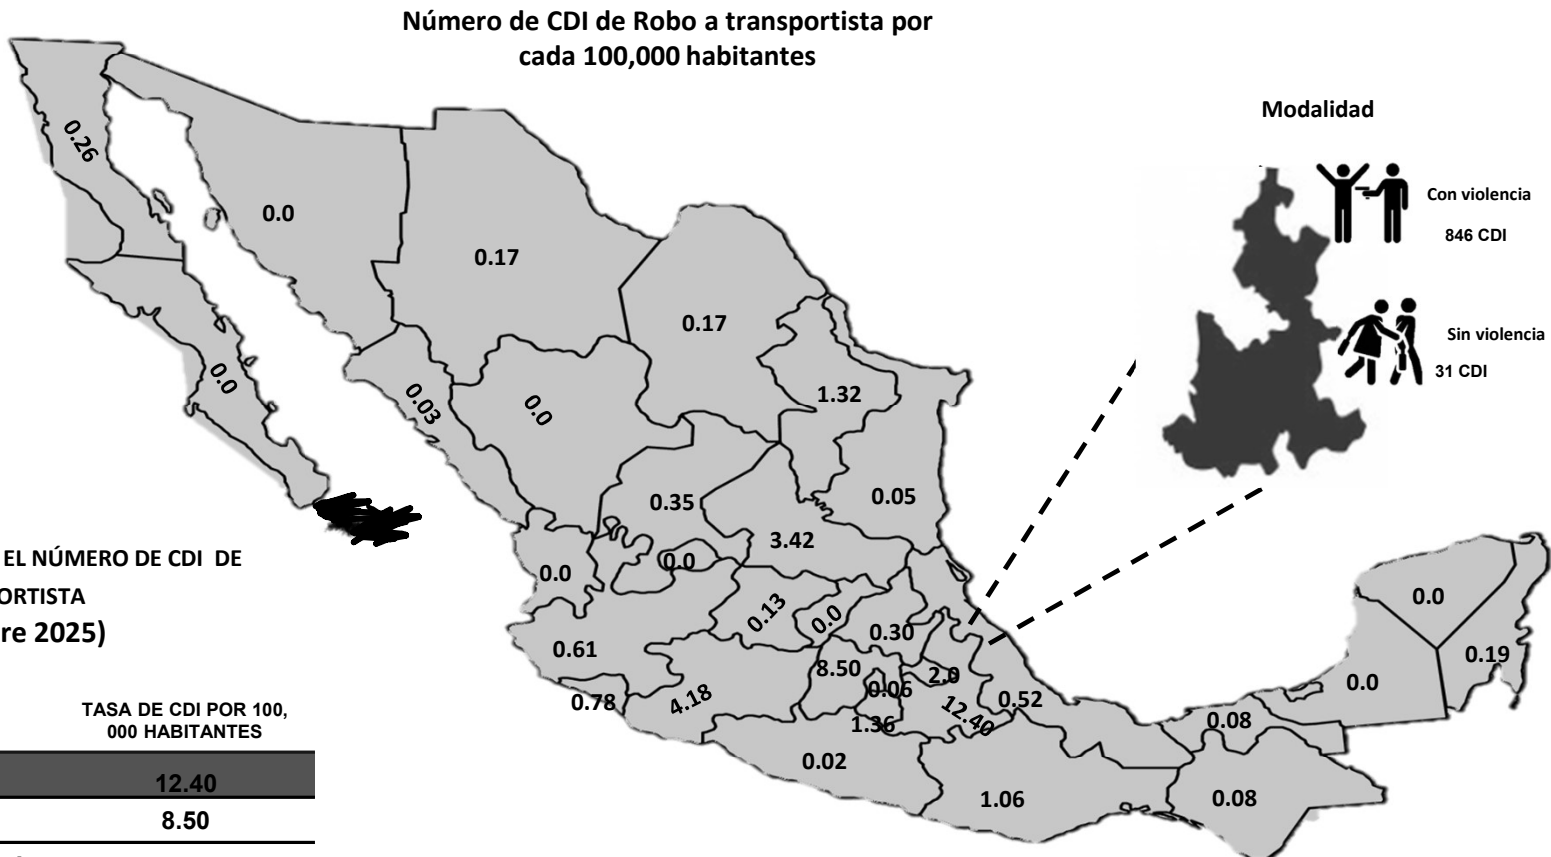 Número de CDI de Robo a transportista por
cada 100,000 habitantes
Modalidad
Con violencia
846 CDI
Sin violencia
31 CDI
0.26
0.0
0.17
0.17
0.0
0.03
0.0
1.32
0.35
0.05
3.42
0.0
0.0
0.13
0.0
0.30
0.61
8.50
2.0
0.06
0.78
4.18
12.40
0.52
1.36
0.02
1.06
0.08
0.08
0.0
0.0
0.19
EL NÚMERO DE CDI DE
ORTISTA
re 2025)
TASA DE CDI POR 100,
000 HABITANTES
12.40
8.50